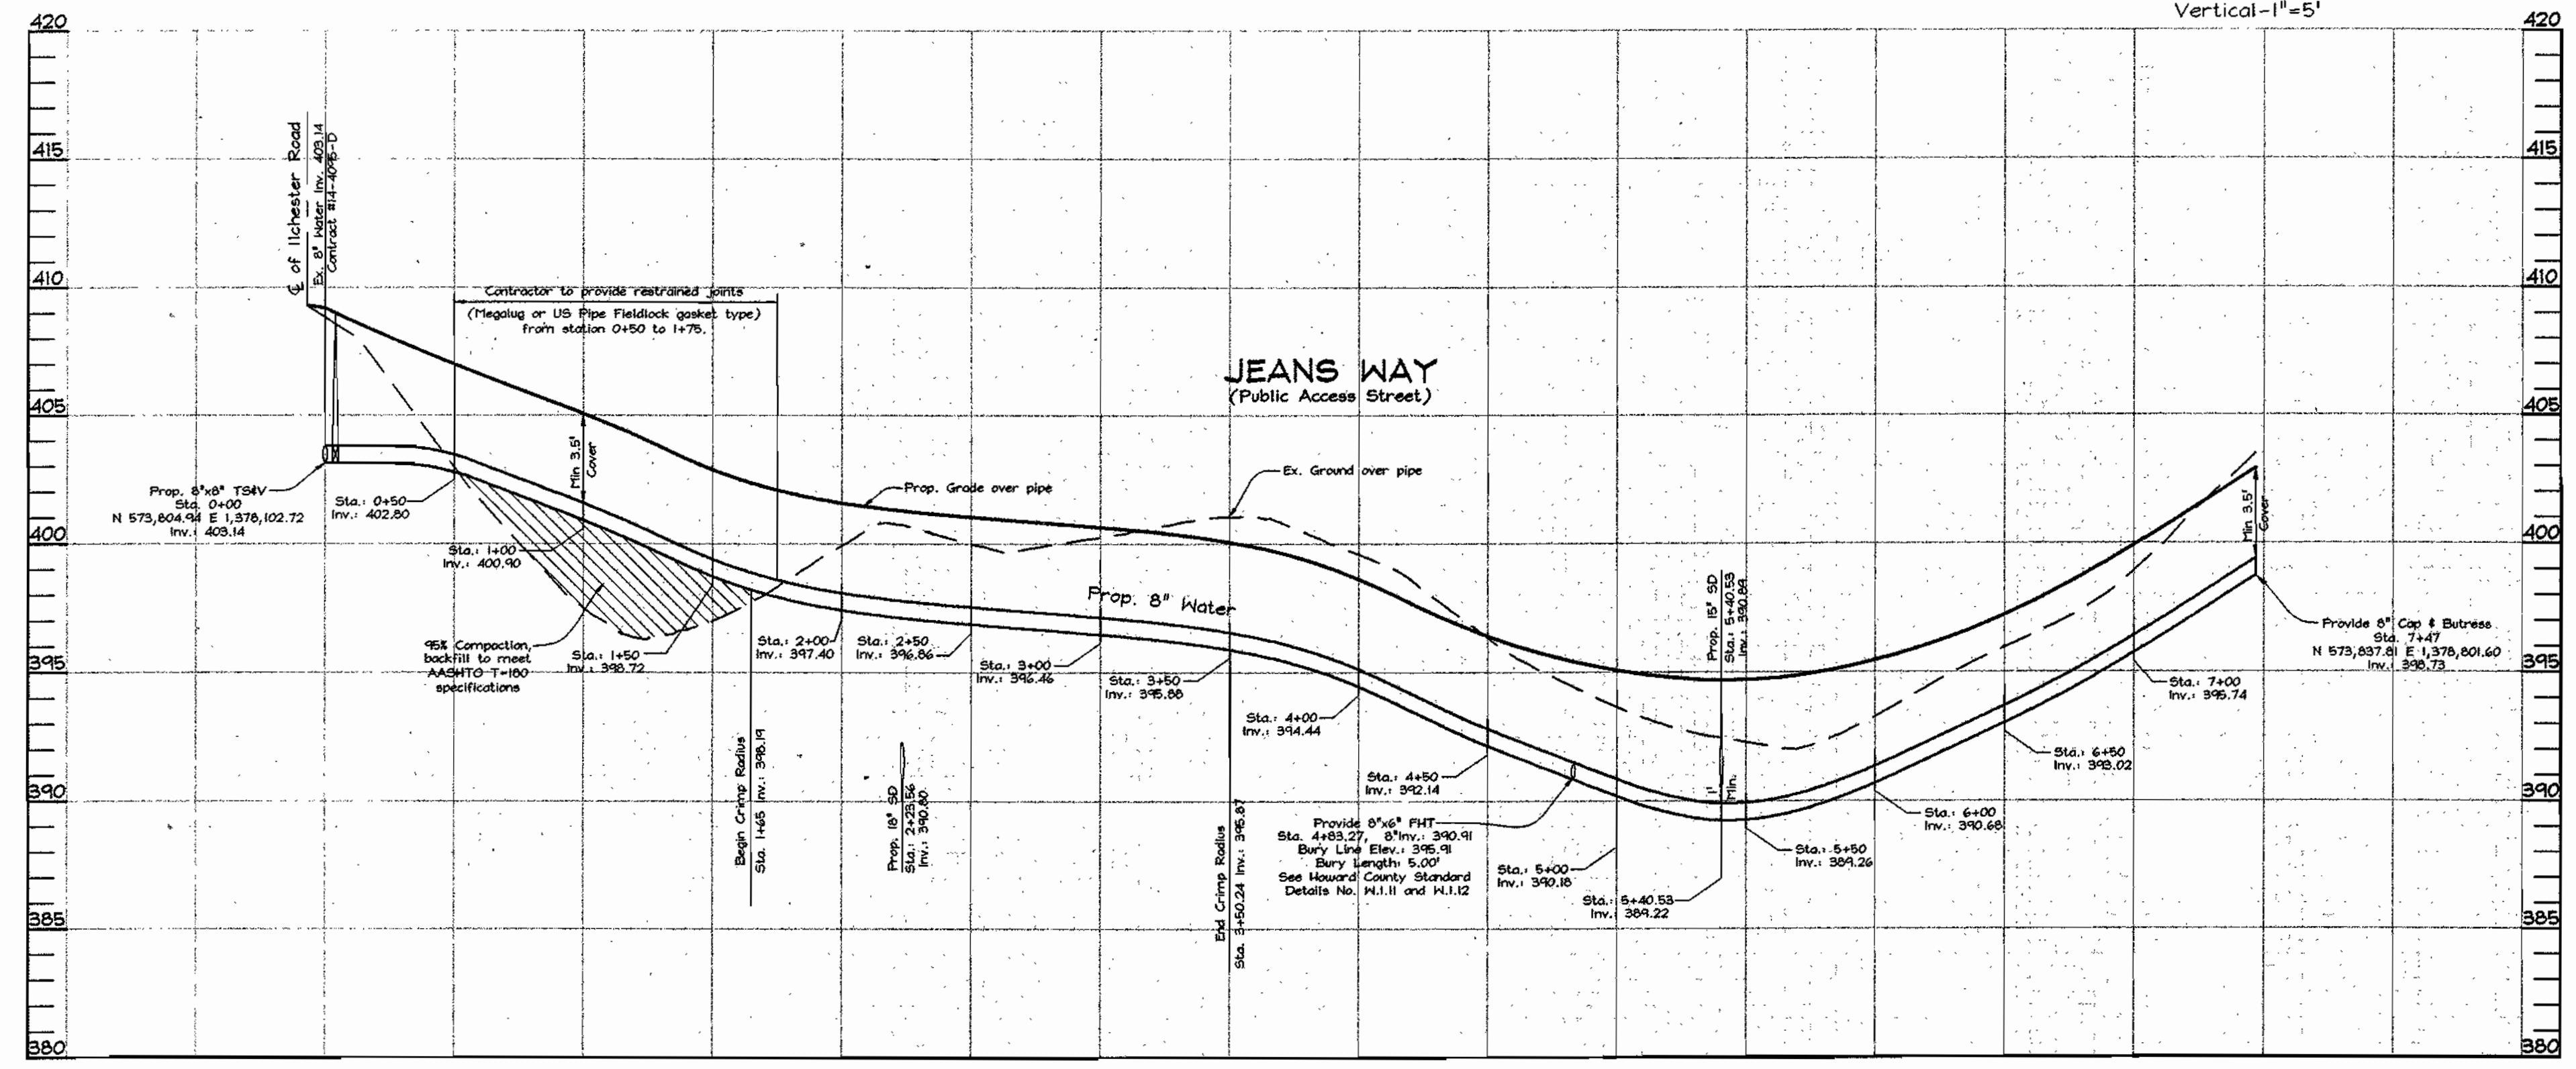 Vertical-1"=5'
420
420
415
415
410
410
405
405
400
400
395
395
390
390
385
385
380
380
℄ of Ilchester Road
Ex. 8" Water Inv. 403.14
Contract #14-4095-D
Contractor to provide restrained joints
(Megalug or US Pipe Fieldlock gasket type)
from station 0+50 to 1+75.
JEANS WAY
(Public Access Street)
Min 3.5'
Cover
Prop. Grade over pipe
Ex. Ground over pipe
Prop. 8"x8" TS&V
Sta. 0+00
N 573,804.94 E 1,378,102.72
Inv.: 403.14
Sta.: 0+50
Inv.: 402.80
Sta.: 1+00
Inv.: 400.90
95% Compaction,
backfill to meet
AASHTO T-180
specifications
Sta.: 1+50
Inv.: 398.72
Begin Crimp Radius
Sta. 1+65 Inv.: 398.19
Sta.: 2+00
Inv.: 397.40
Prop. 18" SD
Sta.: 2+23.56
Inv.: 390.80
Sta.: 2+50
Inv.: 396.86
Prop. 8" Water
Sta.: 3+00
Inv.: 396.46
Sta.: 3+50
Inv.: 395.88
End Crimp Radius
Sta. 3+50.24 Inv.: 395.87
Sta.: 4+00
Inv.: 394.44
Sta.: 4+50
Inv.: 392.14
Provide 8"x6" FHT
Sta. 4+83.27, 8"Inv.: 390.91
Bury Line Elev.: 395.91
Bury Length: 5.00'
See Howard County Standard
Details No. W.1.11 and W.1.12
Sta.: 5+00
Inv.: 390.18
Sta.: 5+40.53
Inv.: 389.22
Prop. 15" SD
Sta.: 5+40.53
Inv.: 390.89
1'
Min.
Sta.: 5+50
Inv.: 389.26
Sta.: 6+00
Inv.: 390.68
Sta.: 6+50
Inv.: 393.02
Sta.: 7+00
Inv.: 395.74
Min 3.5'
Cover
Provide 8" Cap & Butress
Sta. 7+47
N 573,837.81 E 1,378,801.60
Inv.: 398.73